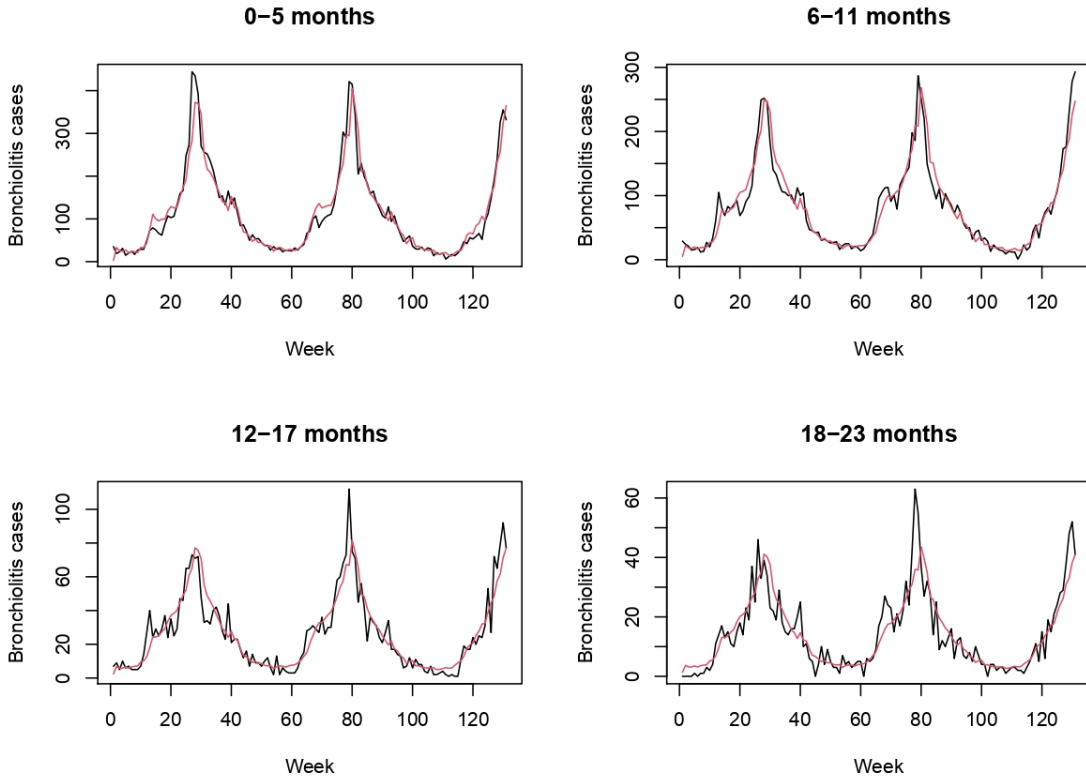 0−5 months
Bronchiolitis cases
0 100 300
0 20 40 60 80 100 120
Week
6−11 months
Bronchiolitis cases
0 100 200 300
0 20 40 60 80 100 120
Week
12−17 months
Bronchiolitis cases
0 20 60 100
0 20 40 60 80 100 120
Week
18−23 months
Bronchiolitis cases
0 20 40 60
0 20 40 60 80 100 120
Week